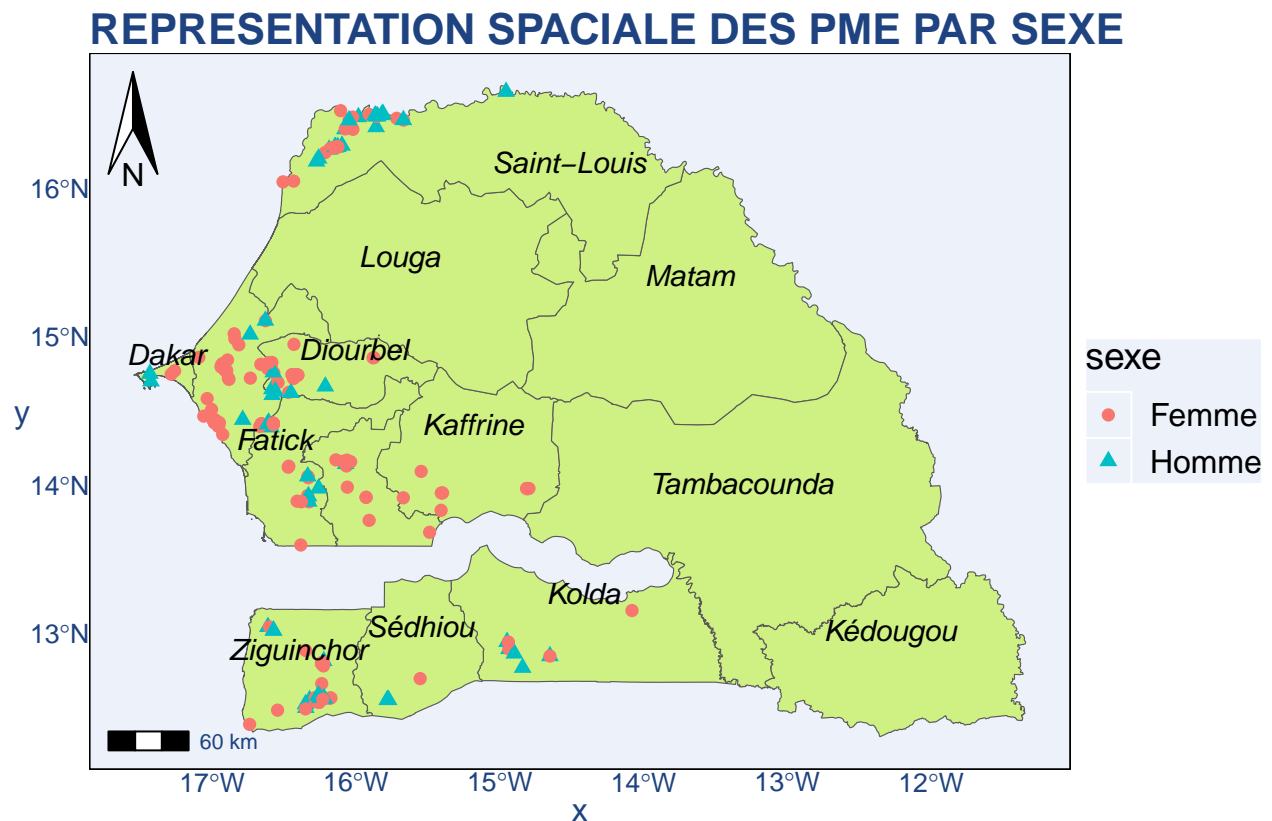 REPRESENTATION SPACIALE DES PME PAR SEXE
N
Saint−Louis
16°N
Louga
Matam
15°N
Dakar
Diourbel
sexe
y
Femme
Kaffrine
Fatick
Homme
14°N
Tambacounda
Kolda
13°N
Sédhiou
Kédougou
Ziguinchor
60 km
17°W 16°W 15°W 14°W 13°W 12°W
x